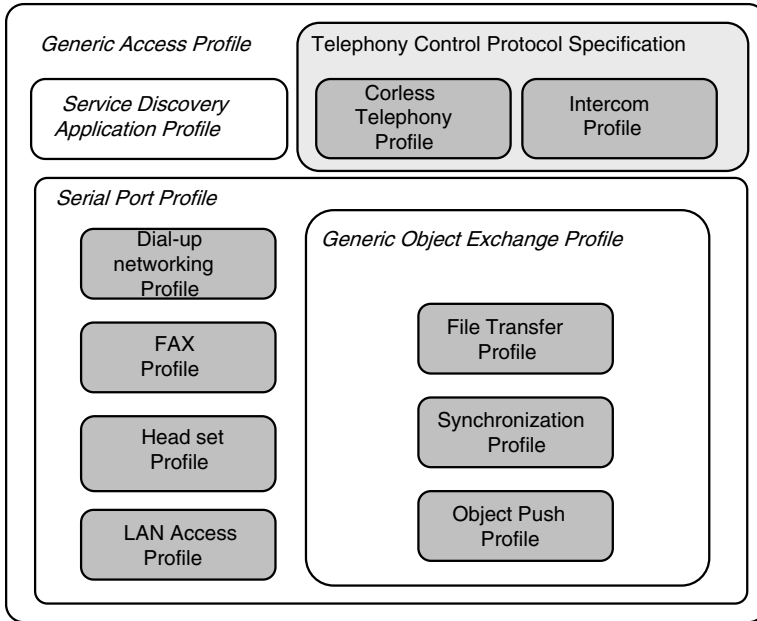 Generic Access Profile
Telephony Control Protocol Specification
Service Discovery
Application Profile
Corless
Telephony
Profile
Intercom
Profile
Serial Port Profile
Dial-up
networking
Profile
FAX
Profile
Head set
Profile
LAN Access
Profile
Generic Object Exchange Profile
File Transfer
Profile
Synchronization
Profile
Object Push
Profile